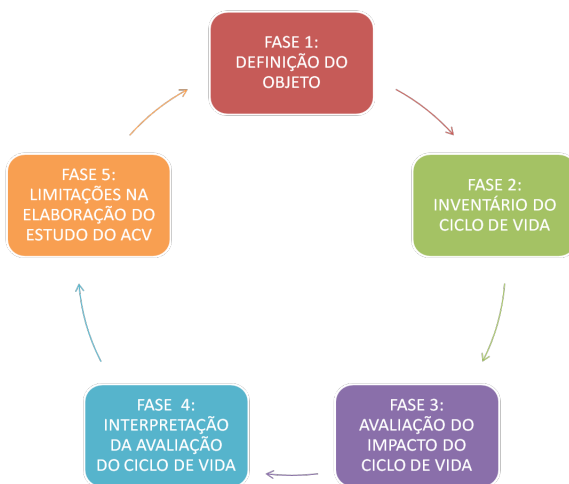 FASE 1:
DEFINIÇÃO DO
OBJETO
FASE 2:
INVENTÁRIO DO
CICLO DE VIDA
FASE 3:
AVALIAÇÃO DO
IMPACTO DO
CICLO DE VIDA
FASE 4:
INTERPRETAÇÃO
DA AVALIAÇÃO
DO CICLO DE VIDA
FASE 5:
LIMITAÇÕES NA
ELABORAÇÃO DO
ESTUDO DO ACV